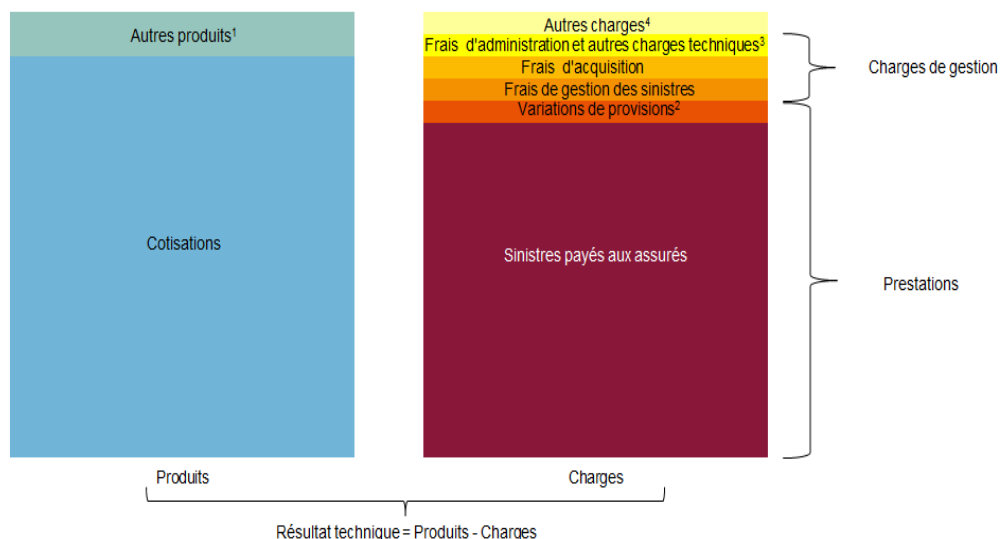 Autres produits¹
Cotisations
Autres charges⁴
Frais d'administration et autres charges techniques³
Frais d'acquisition
Frais de gestion des sinistres
Variations de provisions²
Sinistres payés aux assurés
Charges de gestion
Prestations
Produits
Charges
Résultat technique = Produits - Charges